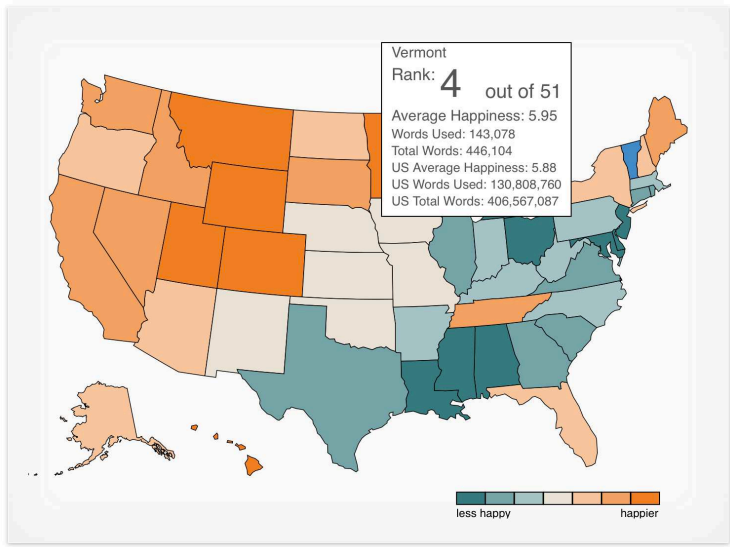 Vermont
Rank: 4 out of 51
Average Happiness: 5.95
Words Used: 143,078
Total Words: 446,104
US Average Happiness: 5.88
US Words Used: 130,808,760
US Total Words: 406,567,087
less happy happier